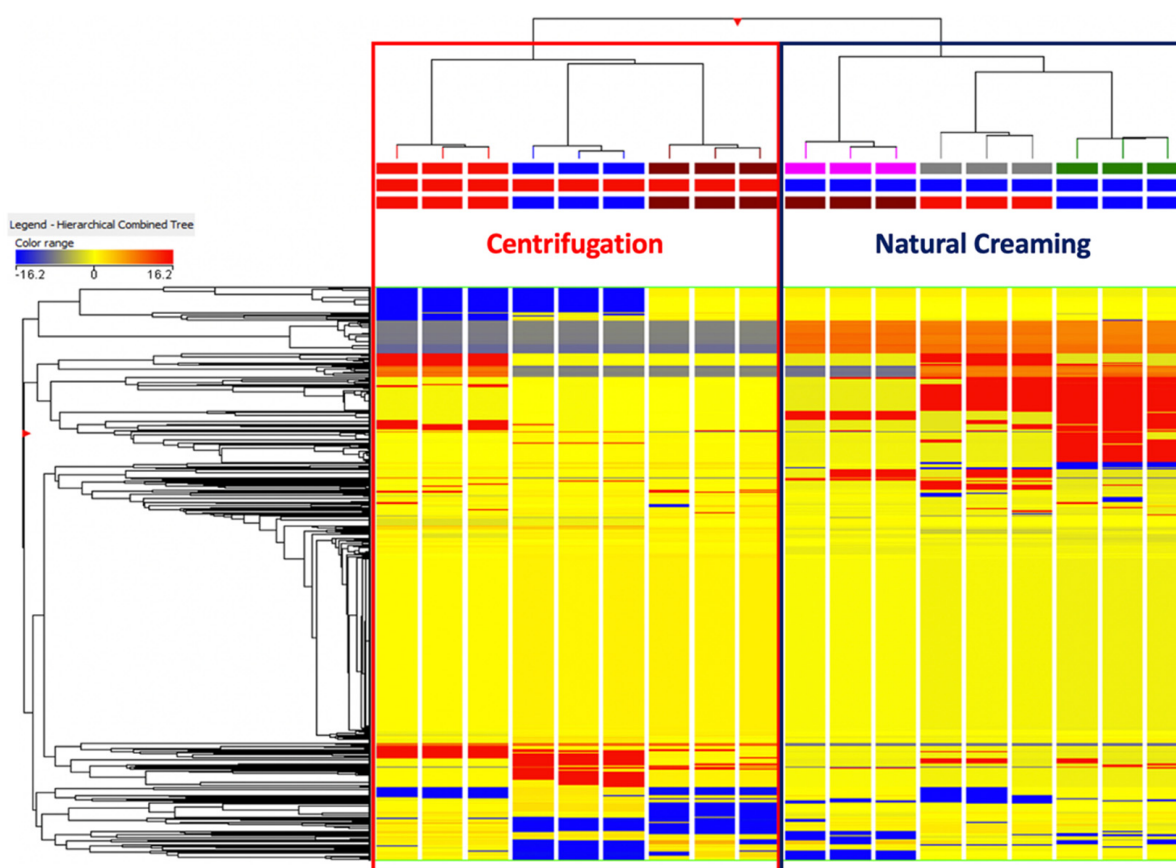 Legend - Hierarchical Combined Tree
Color range
-16.2 0 16.2
Centrifugation
Natural Creaming